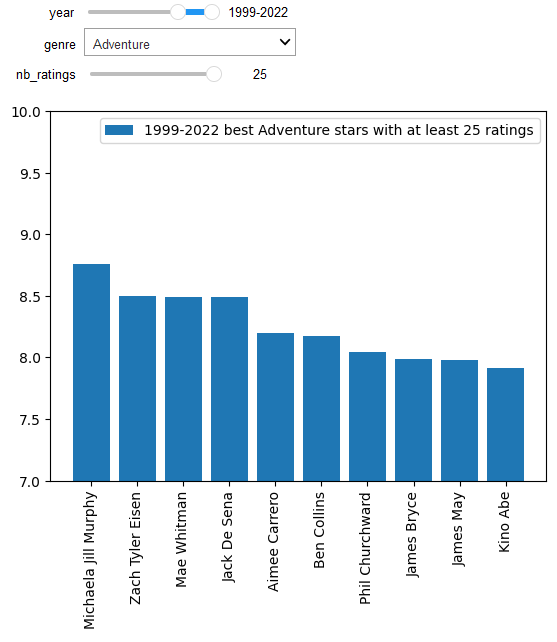 year 1999-2022
genre Adventure
nb_ratings 25
10.0
1999-2022 best Adventure stars with at least 25 ratings
9.5
9.0
8.5
8.0
7.5
7.0
Michaela Jill Murphy
Zach Tyler Eisen
Mae Whitman
Jack De Sena
Aimee Carrero
Ben Collins
Phil Churchward
James Bryce
James May
Kino Abe